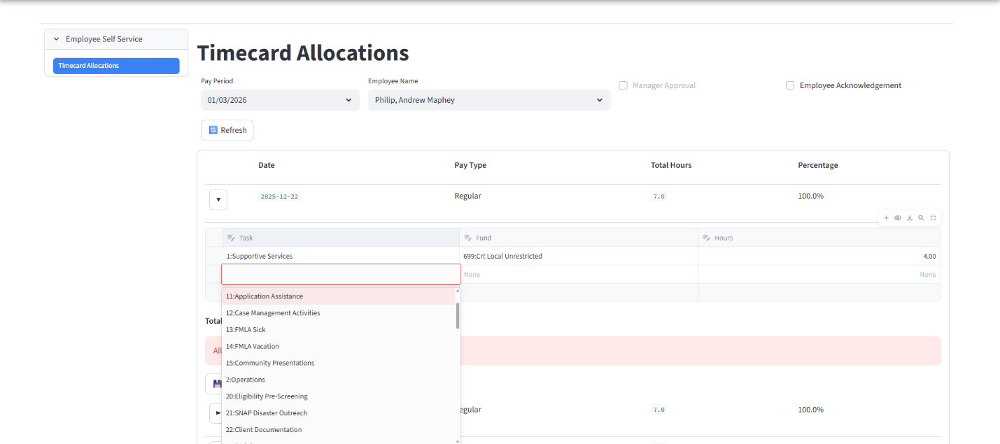 Employee Self Service
Timecard Allocations
Timecard Allocations
Pay Period
Employee Name
01/03/2026
Philip, Andrew Maphey
Manager Approval
Employee Acknowledgement
Refresh
Date Pay Type Total Hours Percentage
2025-12-22 Regular 7.0 100.0%
Task Fund Hours
1:Supportive Services 699:Crt Local Unrestricted 4.00
None None
11:Application Assistance
12:Case Management Activities
Total
13:FMLA Sick
14:FMLA Vacation
All
15:Community Presentations
2:Operations
20:Eligibility Pre-Screening
21:SNAP Disaster Outreach
egular 7.0 100.0%
22:Client Documentation